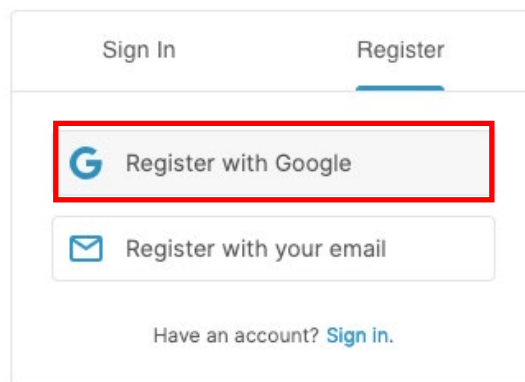 Sign In Register
Register with Google
Register with your email
Have an account? Sign in.